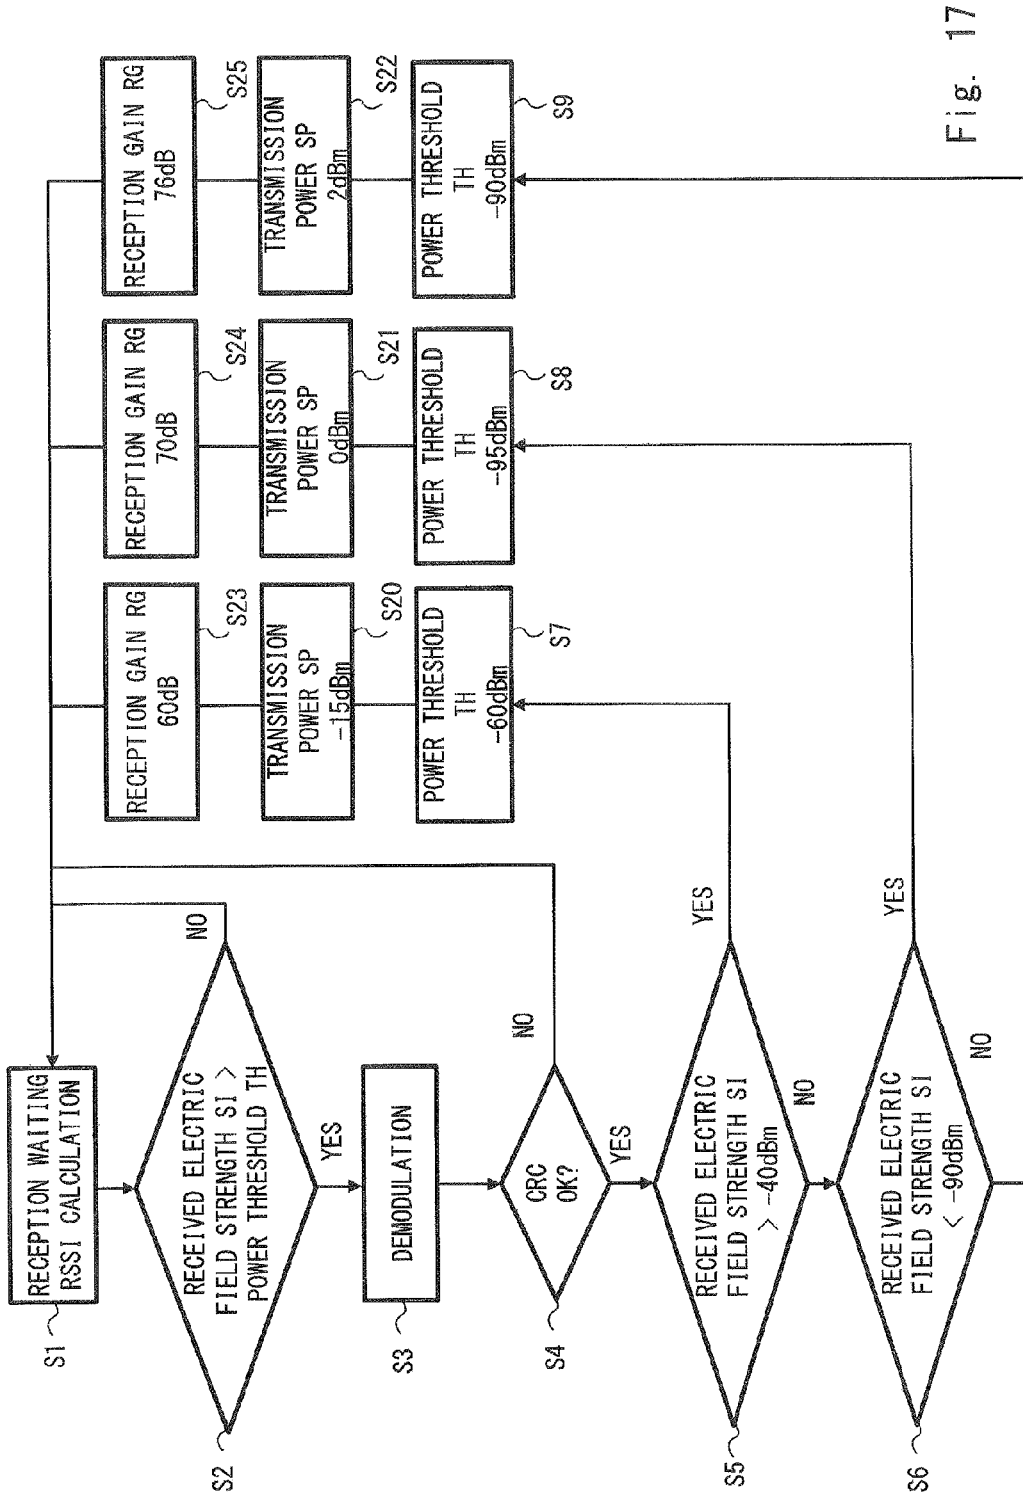 S1
RECEPTION WAITING
RSSI CALCULATION
S2
RECEIVED ELECTRIC
FIELD STRENGTH SI >
POWER THRESHOLD TH
NO
YES
S3
DEMODULATION
S4
CRC
OK?
NO
YES
S5
RECEIVED ELECTRIC
FIELD STRENGTH SI
> -40dBm
YES
NO
S6
RECEIVED ELECTRIC
FIELD STRENGTH SI
< -90dBm
YES
NO
RECEPTION GAIN RG
60dB
S23
TRANSMISSION
POWER SP
-15dBm
S20
POWER THRESHOLD
TH
-60dBm
S7
RECEPTION GAIN RG
70dB
S24
TRANSMISSION
POWER SP
0dBm
S21
POWER THRESHOLD
TH
-95dBm
S8
RECEPTION GAIN RG
76dB
S25
TRANSMISSION
POWER SP
2dBm
S22
POWER THRESHOLD
TH
-90dBm
S9
Fig. 17